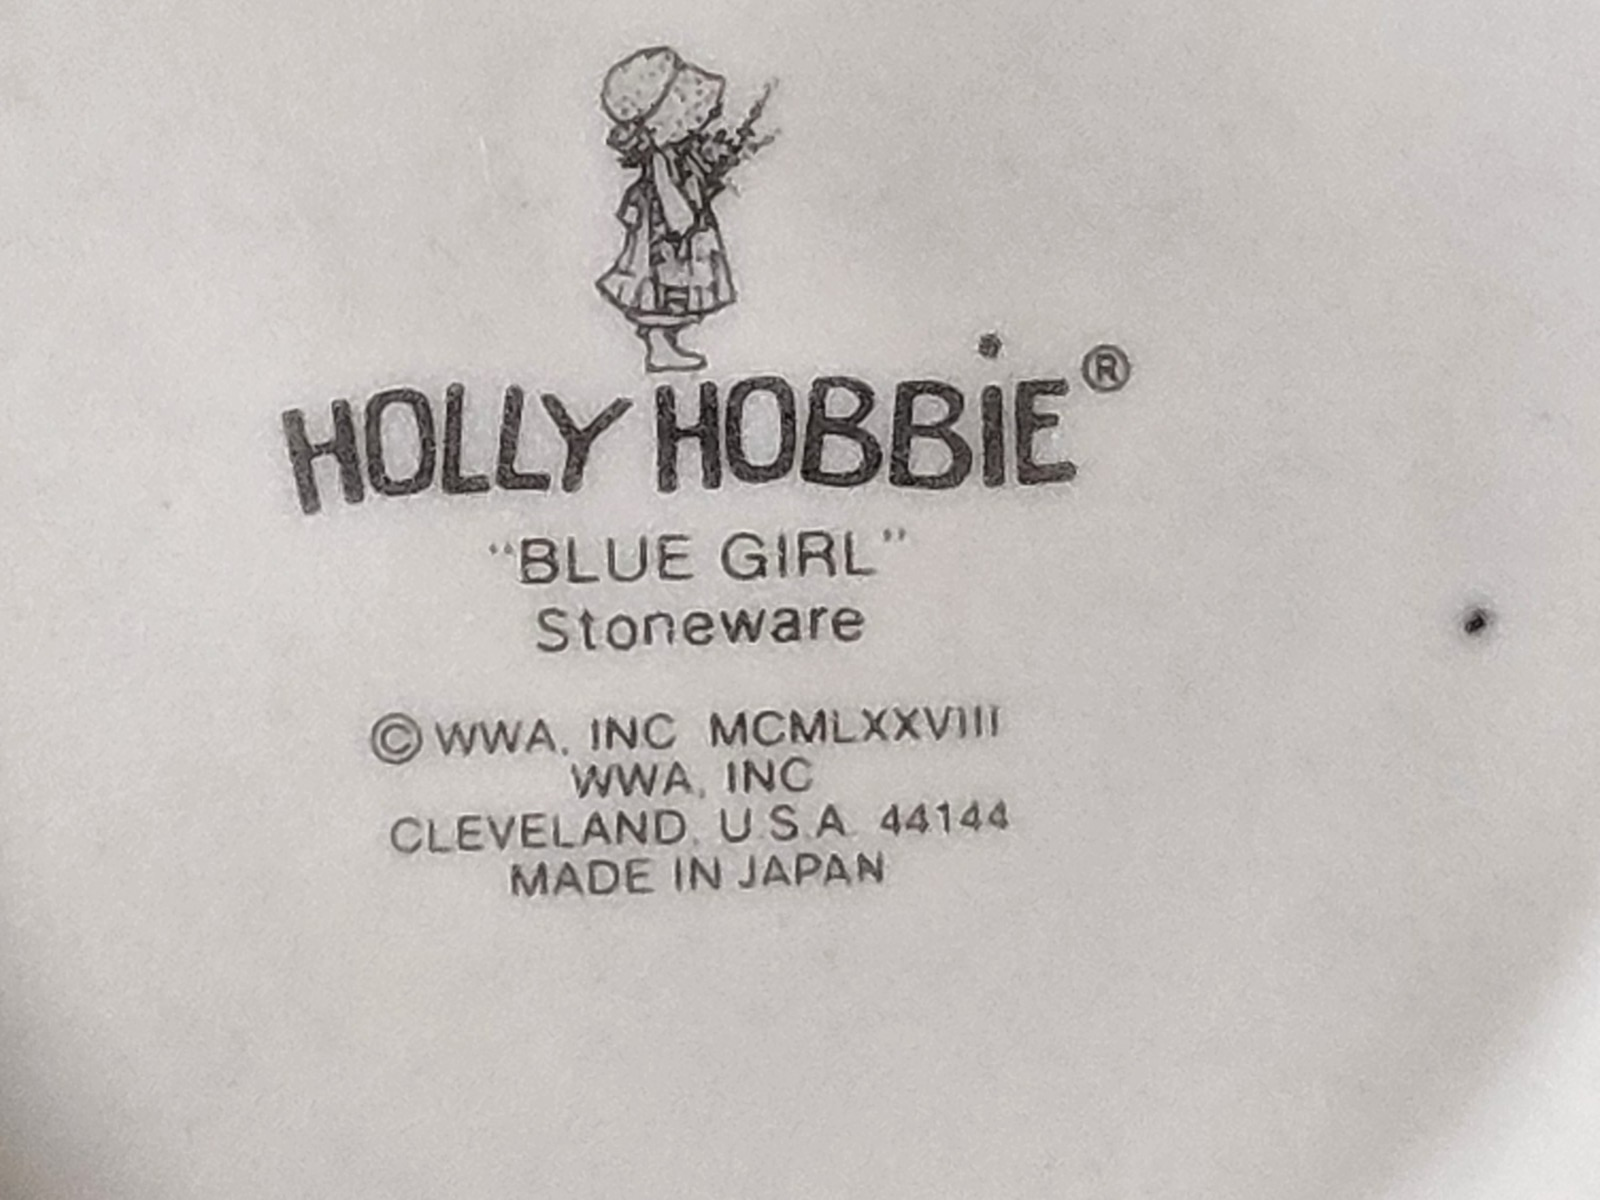 HOLLY HOBBiE®
“BLUE GIRL”
Stoneware
© WWA, INC MCMLXXVIII
WWA, INC
CLEVELAND, U.S.A. 44144
MADE IN JAPAN